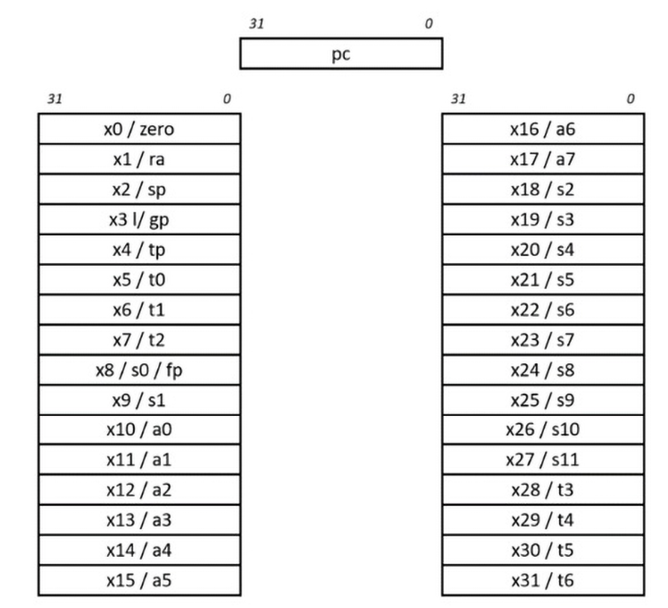 31 0
pc
31 0
x0 / zero
x1 / ra
x2 / sp
x3 l/ gp
x4 / tp
x5 / t0
x6 / t1
x7 / t2
x8 / s0 / fp
x9 / s1
x10 / a0
x11 / a1
x12 / a2
x13 / a3
x14 / a4
x15 / a5
31 0
x16 / a6
x17 / a7
x18 / s2
x19 / s3
x20 / s4
x21 / s5
x22 / s6
x23 / s7
x24 / s8
x25 / s9
x26 / s10
x27 / s11
x28 / t3
x29 / t4
x30 / t5
x31 / t6